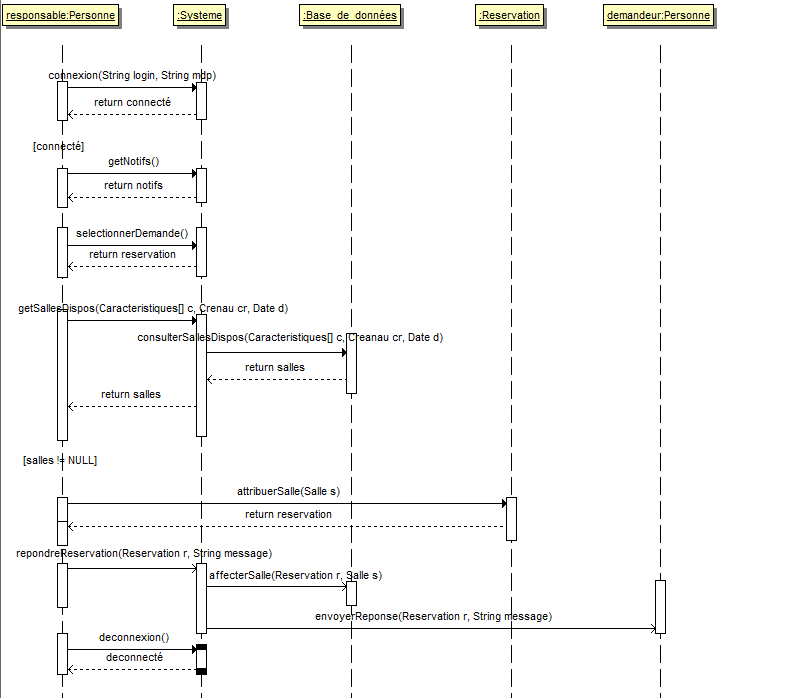 responsable:Personne
:Systeme
:Base_de_données
:Reservation
demandeur:Personne
connexion(String login, String mdp)
return connecté
[connecté]
getNotifs()
return notifs
selectionnerDemande()
return reservation
getSallesDispos(Caracteristiques[] c, Crenau cr, Date d)
consulterSallesDispos(Caracteristiques[] c, Creanau cr, Date d)
return salles
return salles
[salles != NULL]
attribuerSalle(Salle s)
return reservation
repondreReservation(Reservation r, String message)
affecterSalle(Reservation r, Salle s)
envoyerReponse(Reservation r, String message)
deconnexion()
deconnecté